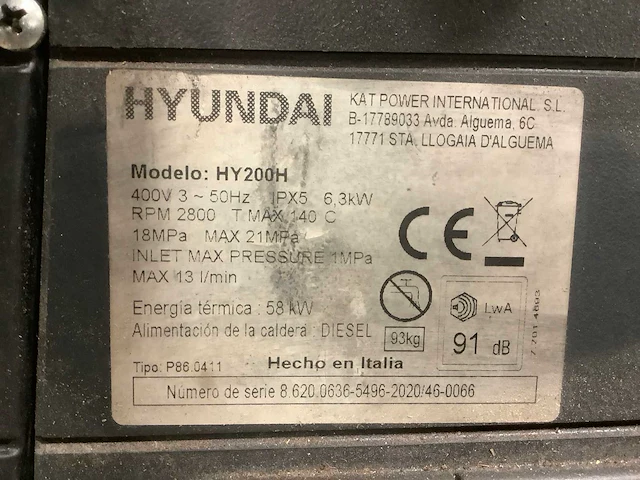 HYUNDAI
KAT POWER INTERNATIONAL S.L.
B-17789033 Avda. Alguema, 6C
17771 STA. LLOGAIA D'ALGUEMA
Modelo: HY200H
400V 3 ~ 50Hz IPX5 6,3kW
RPM 2800 T MAX 140 C
18MPa MAX 21MPa
INLET MAX PRESSURE 1MPa
MAX 13 l/min
Energía térmica : 58 kW
Alimentación de la caldera : DIESEL
93kg
CE
LWA
91 dB
Tipo: P86.0411
Hecho en Italia
Número de serie 8.620.0636-5496-2020/46-0066